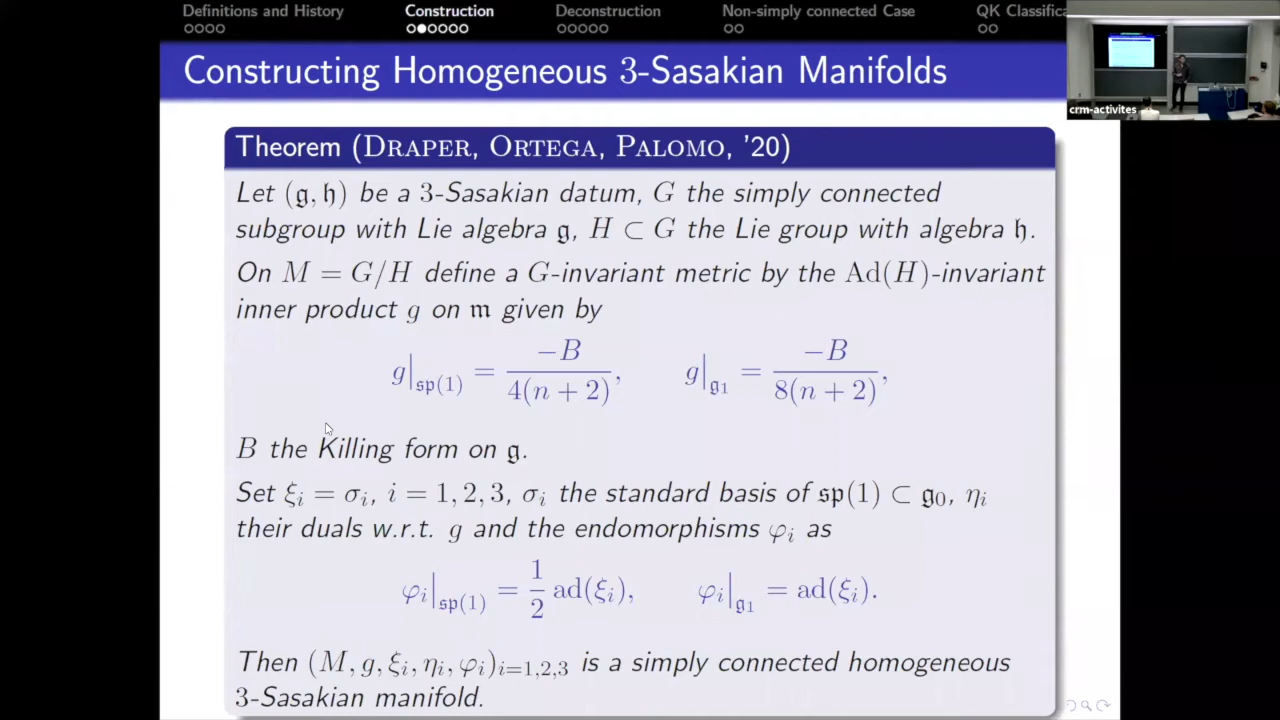 Definitions and History Construction Deconstruction Non-simply connected Case QK Classifica
Constructing Homogeneous 3-Sasakian Manifolds
crm-activites
Theorem (DRAPER, ORTEGA, PALOMO, '20)
Let (𝔤, 𝔥) be a 3-Sasakian datum, G the simply connected
subgroup with Lie algebra 𝔤, H ⊂ G the Lie group with algebra 𝔥.
On M = G/H define a G-invariant metric by the Ad(H)-invariant
inner product g on 𝔪 given by
g|_{𝔰𝔭(1)} = −B / 4(n + 2), g|_{𝔤₁} = −B / 8(n + 2),
B the Killing form on 𝔤.
Set ξᵢ = σᵢ, i = 1, 2, 3, σᵢ the standard basis of 𝔰𝔭(1) ⊂ 𝔤₀, ηᵢ
their duals w.r.t. g and the endomorphisms φᵢ as
φᵢ|_{𝔰𝔭(1)} = 1/2 ad(ξᵢ), φᵢ|_{𝔤₁} = ad(ξᵢ).
Then (M, g, ξᵢ, ηᵢ, φᵢ)_{i=1,2,3} is a simply connected homogeneous
3-Sasakian manifold.